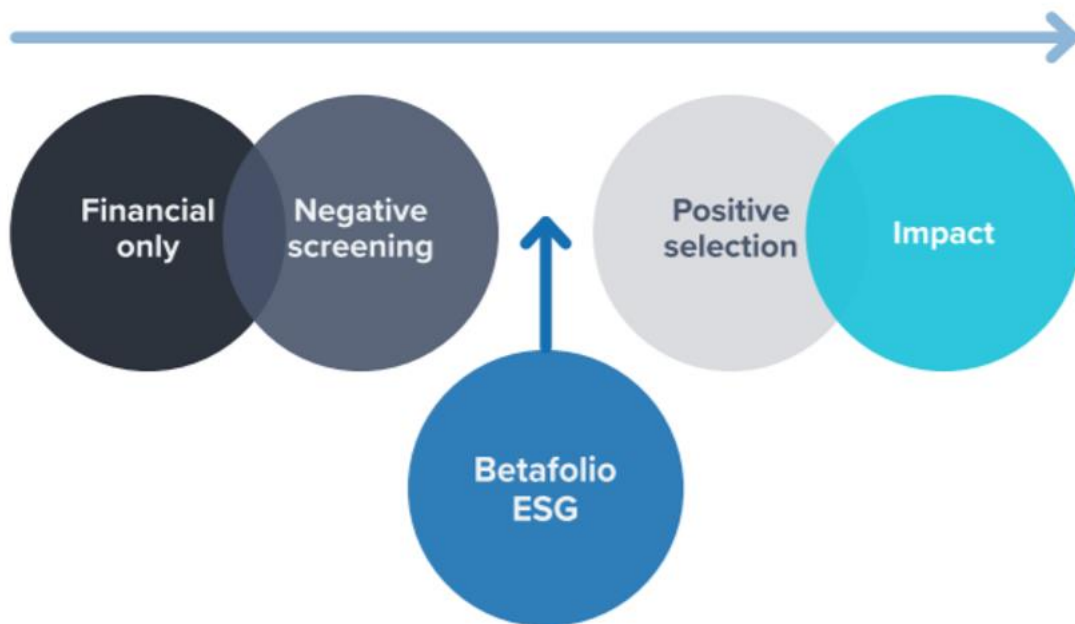 Financial
only
Negative
screening
Positive
selection
Impact
Betafolio
ESG